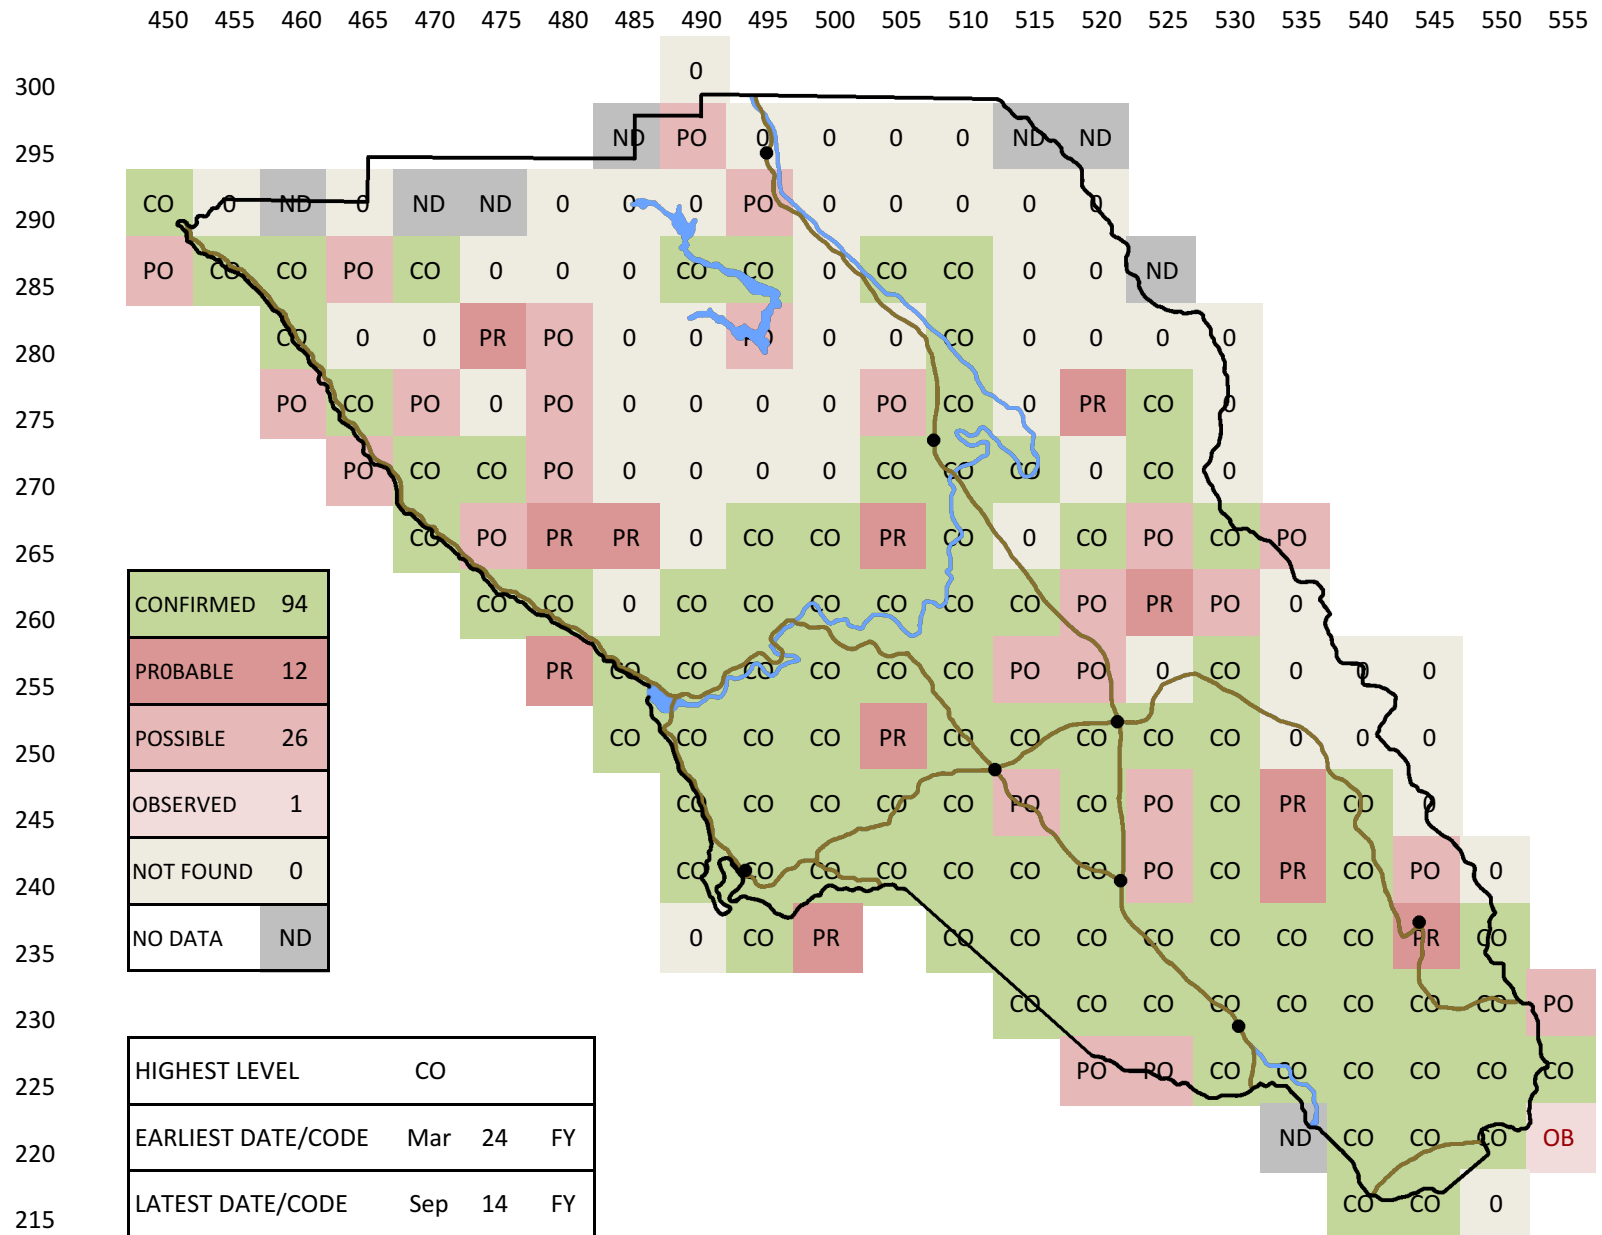 450 455 460 465 470 475 480 485 490 495 500 505 510 515 520 525 530 535 540 545 550 555
300 0
295 ND PO 0 0 0 0 ND ND
290 CO 0 ND 0 ND ND 0 0 0 PO 0 0 0 0 0
285 PO CO CO PO CO 0 0 0 CO CO 0 CO CO 0 0 ND
280 CO 0 0 PR PO 0 0 PO 0 0 CO 0 0 0 0
275 PO CO PO 0 PO 0 0 0 0 PO CO 0 PR CO 0
270 PO CO CO PO 0 0 0 0 CO CO CO 0 CO 0
265 CO PO PR PR 0 CO CO PR CO 0 CO PO CO PO
260 CO CO 0 CO CO CO CO CO CO PO PR PO 0
255 PR CO CO CO CO CO CO PO PO 0 CO 0 0 0
250 CO CO CO CO PR CO CO CO CO CO 0 0 0
245 CO CO CO CO CO PO CO PO CO PR CO 0
240 CO CO CO CO CO CO CO PO CO PR CO PO 0
235 0 CO PR CO CO CO CO CO CO PR CO
230 CO CO CO CO CO CO CO CO PO
225 PO PO CO CO CO CO CO CO
220 ND CO CO CO OB
215 CO CO 0
CONFIRMED 94
PR0BABLE 12
POSSIBLE 26
OBSERVED 1
NOT FOUND 0
NO DATA ND
HIGHEST LEVEL CO
EARLIEST DATE/CODE Mar 24 FY
LATEST DATE/CODE Sep 14 FY